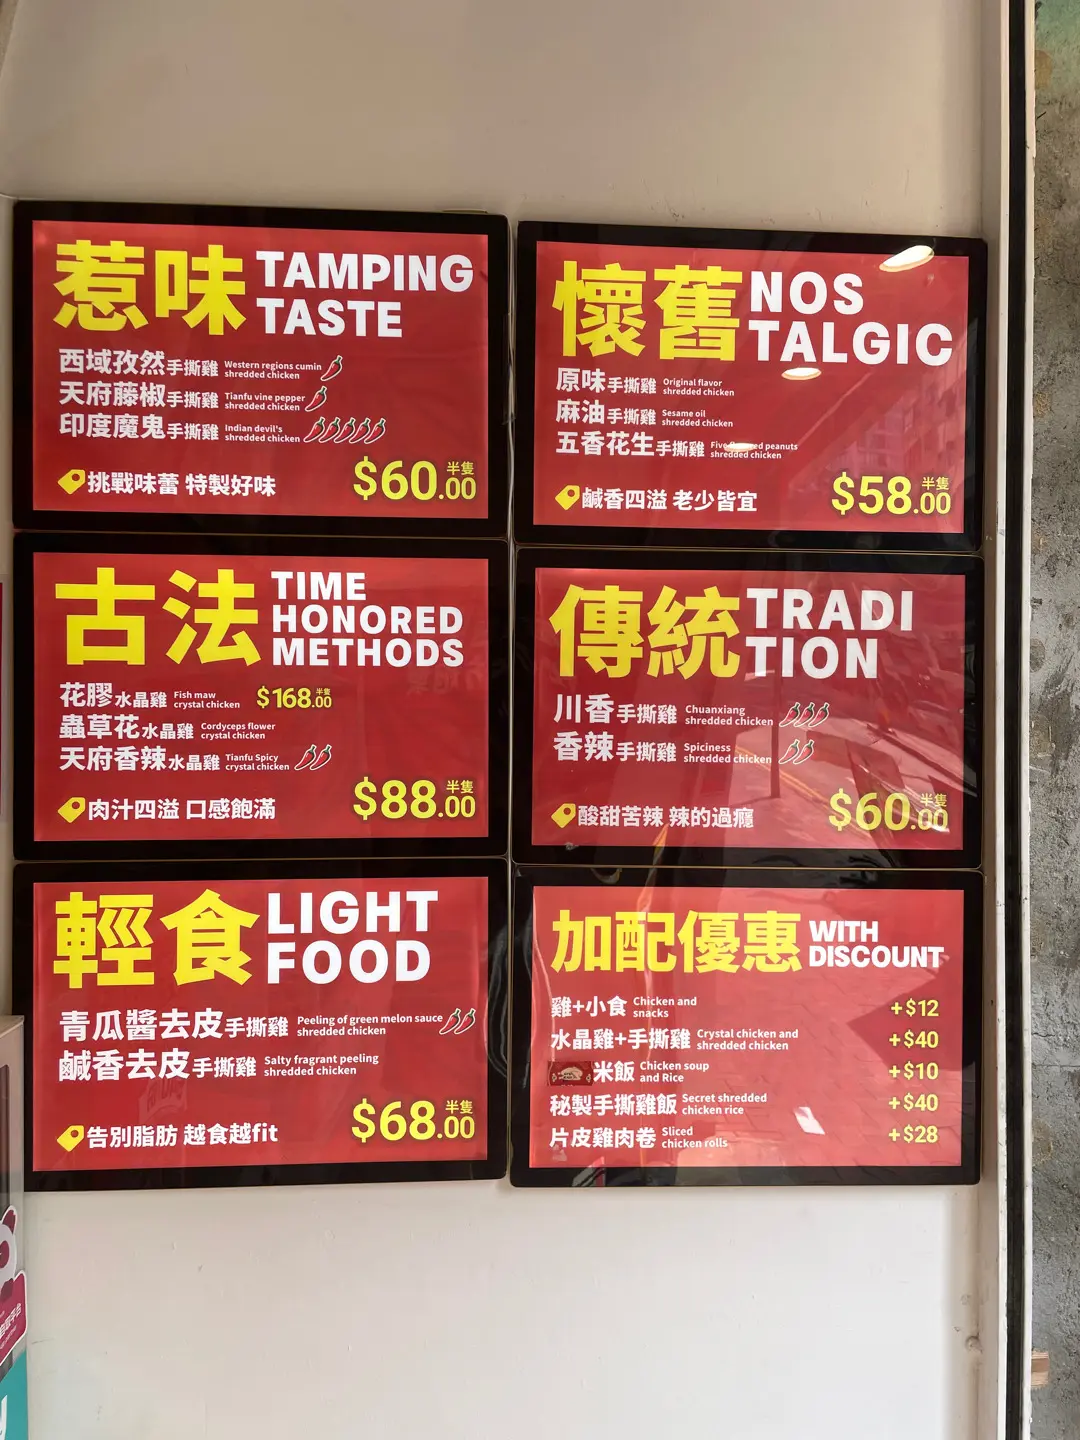 惹味 TAMPING TASTE
西域孜然手撕雞 Western regions cumin shredded chicken
天府藤椒手撕雞 Tianfu vine pepper shredded chicken
印度魔鬼手撕雞 Indian devil's shredded chicken
挑戰味蕾 特製好味 $60.00 半隻
懷舊 NOS TALGIC
原味手撕雞 Original flavor shredded chicken
麻油手撕雞 Sesame oil shredded chicken
五香花生手撕雞 Five peanuts shredded chicken
鹹香四溢 老少皆宜 $58.00 半隻
古法 TIME HONORED METHODS
花膠水晶雞 Fish maw crystal chicken $168.00 半隻
蟲草花水晶雞 Cordyceps flower crystal chicken
天府香辣水晶雞 Tianfu Spicy crystal chicken
肉汁四溢 口感飽滿 $88.00 半隻
傳統 TRADI TION
川香手撕雞 Chuanxiang shredded chicken
香辣手撕雞 Spiciness shredded chicken
酸甜苦辣 辣的過癮 $60.00 半隻
輕食 LIGHT FOOD
青瓜醬去皮手撕雞 Peeling of green melon sauce shredded chicken
鹹香去皮手撕雞 Salty fragrant peeling shredded chicken
告別脂肪 越食越fit $68.00 半隻
加配優惠 WITH DISCOUNT
雞+小食 Chicken and snacks +$12
水晶雞+手撕雞 Crystal chicken and shredded chicken +$40
米飯 Chicken soup and Rice +$10
秘製手撕雞飯 Secret shredded chicken rice +$40
片皮雞肉卷 Sliced chicken rolls +$28